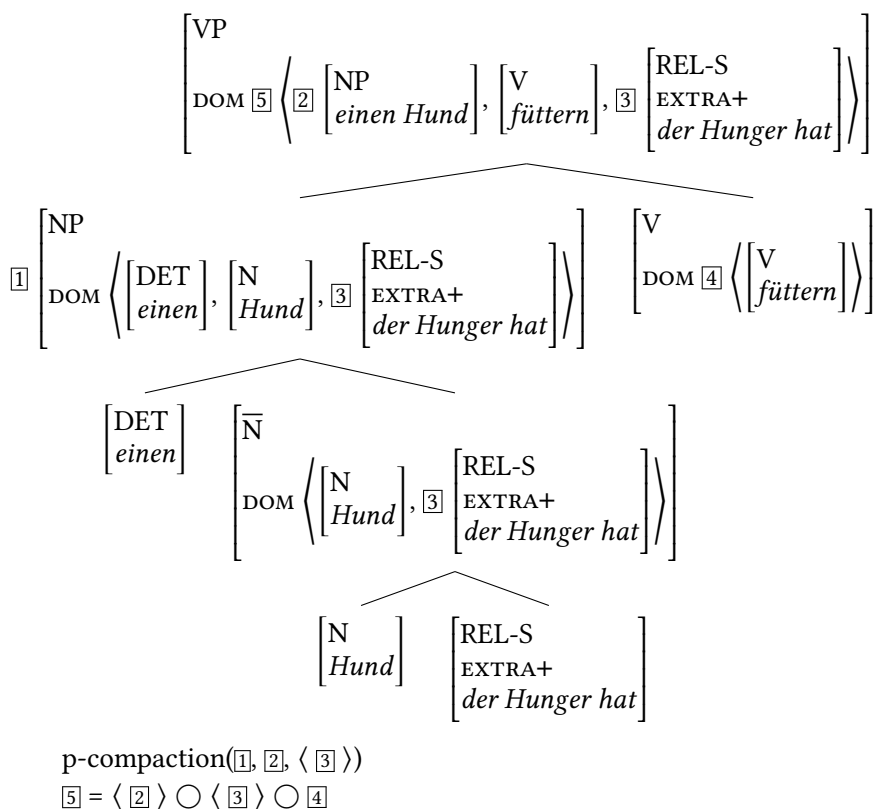 VP
DOM 5 ⟨ 2 [NP einen Hund], [V füttern], 3 [REL-S EXTRA+ der Hunger hat] ⟩
1 [NP DOM ⟨ [DET einen], [N Hund], 3 [REL-S EXTRA+ der Hunger hat] ⟩]
[V DOM 4 ⟨ [V füttern] ⟩]
[DET einen]
[N̅ DOM ⟨ [N Hund], 3 [REL-S EXTRA+ der Hunger hat] ⟩]
[N Hund]
[REL-S EXTRA+ der Hunger hat]
p-compaction(1, 2, ⟨ 3 ⟩)
5 = ⟨ 2 ⟩ ◯ ⟨ 3 ⟩ ◯ 4